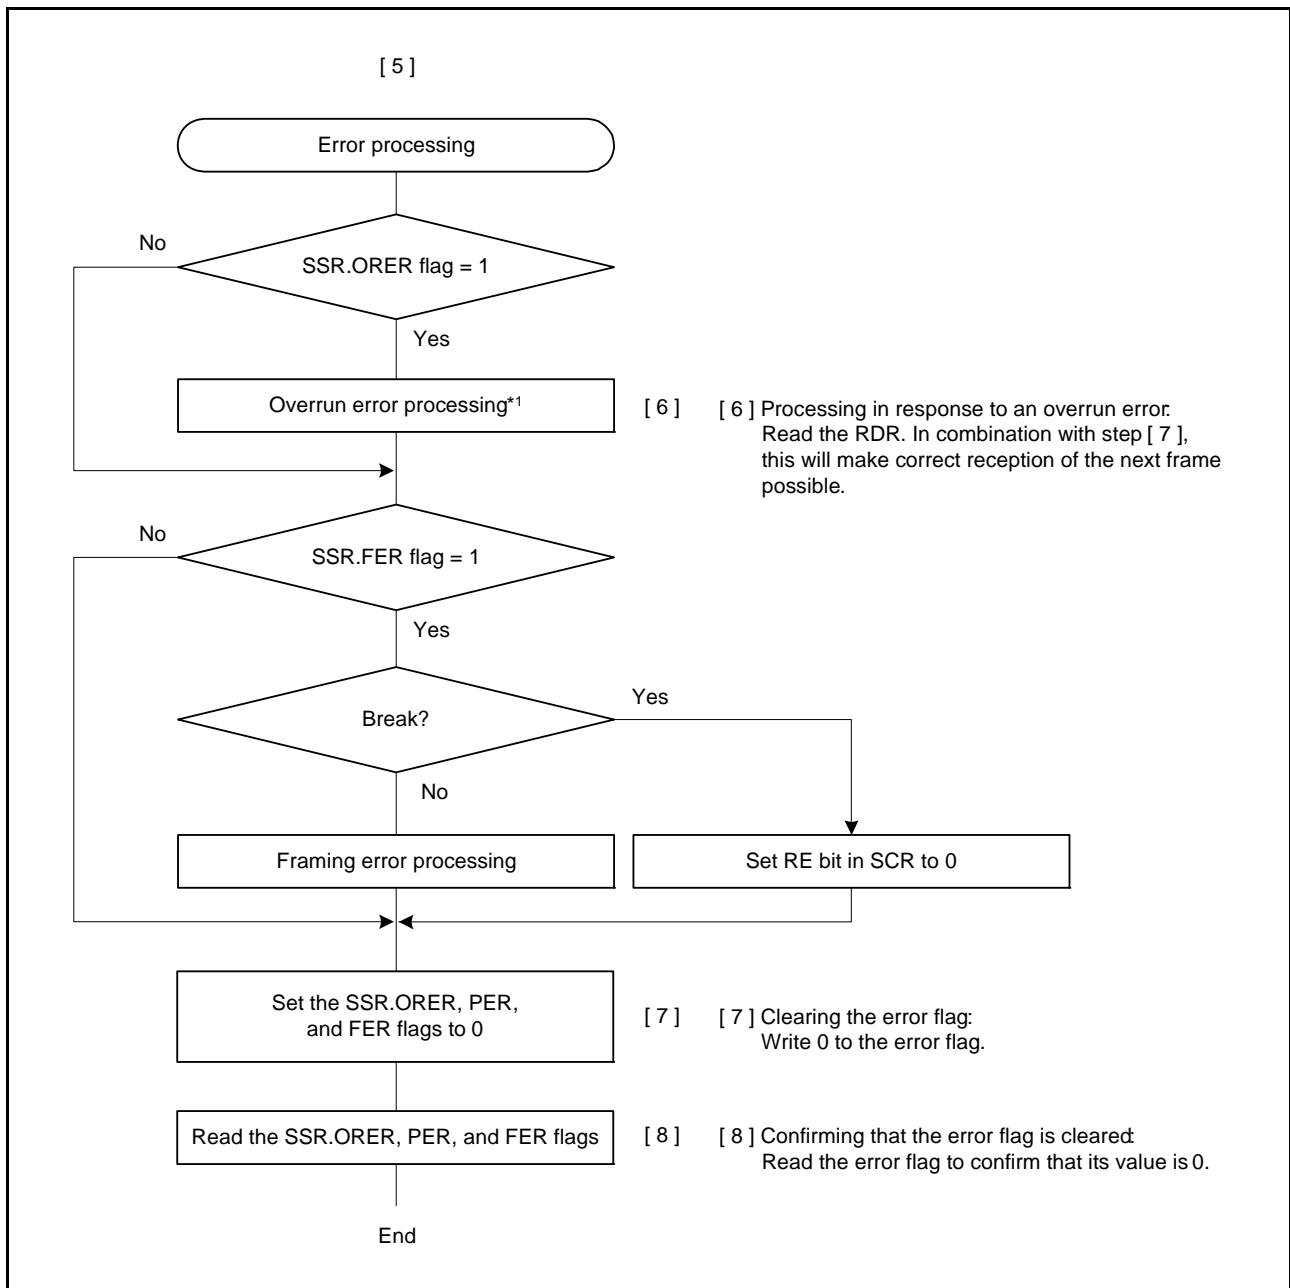 [ 5 ]
Error processing
No
SSR.ORER flag = 1
Yes
Overrun error processing*1
[ 6 ]
[ 6 ] Processing in response to an overrun error:
Read the RDR. In combination with step [ 7 ],
this will make correct reception of the next frame
possible.
No
SSR.FER flag = 1
Yes
Break?
Yes
No
Framing error processing
Set RE bit in SCR to 0
Set the SSR.ORER, PER,
and FER flags to 0
[ 7 ]
[ 7 ] Clearing the error flag:
Write 0 to the error flag.
Read the SSR.ORER, PER, and FER flags
[ 8 ]
[ 8 ] Confirming that the error flag is cleared:
Read the error flag to confirm that its value is 0.
End